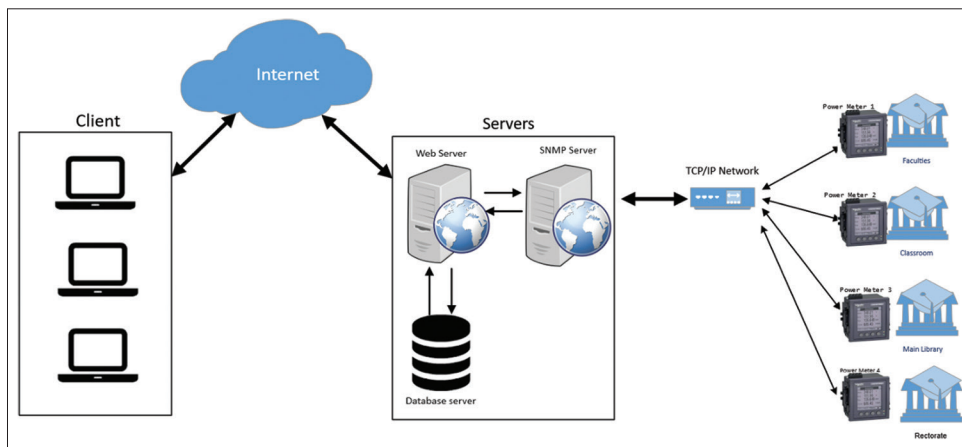 Internet
Client
Servers
Web Server
SNMP Server
Database server
TCP/IP Network
Power Meter 1
Faculties
Power Meter 2
Classroom
Power Meter 3
Main Library
Power Meter 4
Rectorate